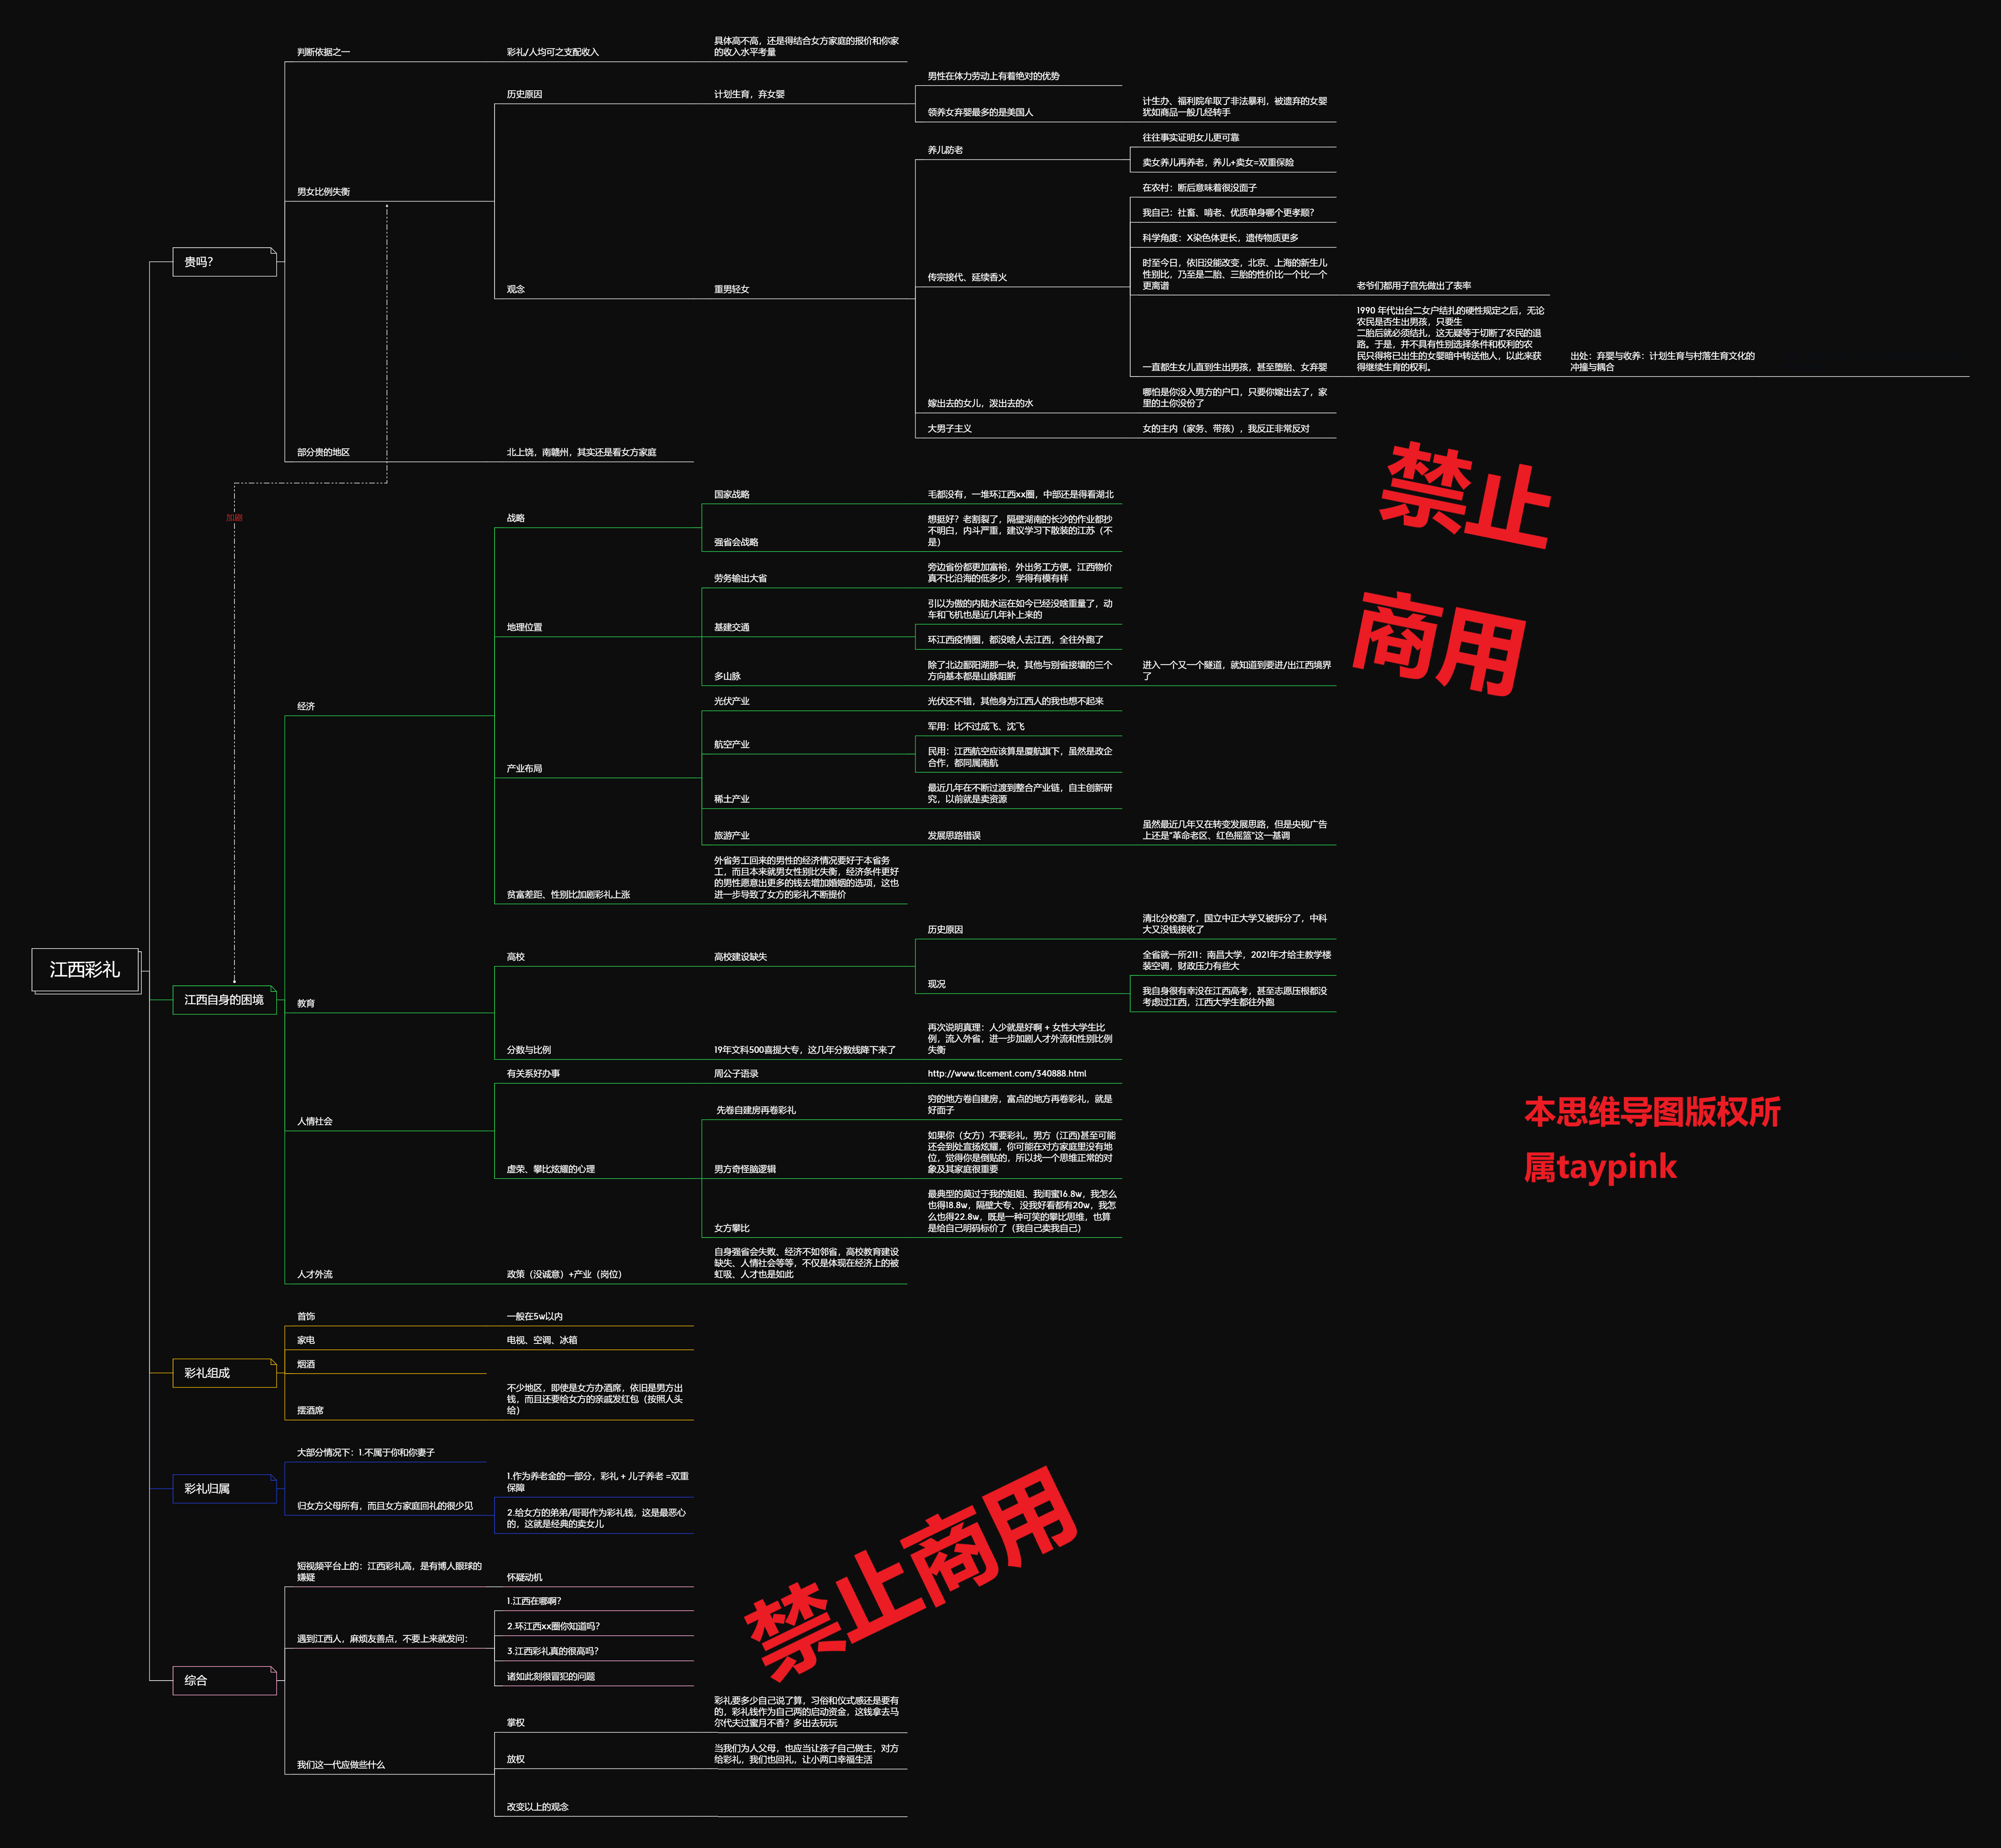 江西彩礼
贵吗？
判断依据之一
彩礼/人均可之支配收入
具体高不高，还是得结合女方家庭的报价和你家
的收入水平考量
男女比例失衡
历史原因
计划生育，弃女婴
男性在体力劳动上有着绝对的优势
领养女弃婴最多的是美国人
计生办、福利院牟取了非法暴利，被遗弃的女婴
犹如商品一般几经转手
观念
重男轻女
养儿防老
往往事实证明女儿更可靠
卖女养儿再养老，养儿+卖女=双重保险
传宗接代、延续香火
在农村：断后意味着很没面子
我自己：社畜、啃老、优质单身哪个更孝顺？
科学角度：X染色体更长，遗传物质更多
时至今日，依旧没能改变，北京、上海的新生儿
性别比，乃至是二胎、三胎的性价比一个比一个
更离谱
老爷们都用子宫先做出了表率
一直都生女儿直到生出男孩，甚至堕胎、女弃婴
1990 年代出台二女户结扎的硬性规定之后，无论
农民是否生出男孩，只要生
二胎后就必须结扎，这无疑等于切断了农民的退
路。于是，并不具有性别选择条件和权利的农
民只得将已出生的女婴暗中转送他人，以此来获
得继续生育的权利。
出处：弃婴与收养：计划生育与村落生育文化的
冲撞与耦合
嫁出去的女儿，泼出去的水
哪怕是你没入男方的户口，只要你嫁出去了，家
里的土你没份了
大男子主义
女的主内（家务、带孩），我反正非常反对
部分贵的地区
北上饶，南赣州，其实还是看女方家庭
加剧
江西自身的困境
经济
战略
国家战略
毛都没有，一堆环江西xx圈，中部还是得看湖北
强省会战略
想挺好？老割裂了，隔壁湖南的长沙的作业都抄
不明白，内斗严重，建议学习下散装的江苏（不
是）
地理位置
劳务输出大省
旁边省份都更加富裕，外出务工方便。江西物价
真不比沿海的低多少，学得有模有样
基建交通
引以为傲的内陆水运在如今已经没啥重量了，动
车和飞机也是近几年补上来的
环江西疫情圈，都没啥人去江西，全往外跑了
多山脉
除了北边鄱阳湖那一块，其他与别省接壤的三个
方向基本都是山脉阻断
进入一个又一个隧道，就知道到要进/出江西境界
了
产业布局
光伏产业
光伏还不错，其他身为江西人的我也想不起来
航空产业
军用：比不过成飞、沈飞
民用：江西航空应该算是厦航旗下，虽然是政企
合作，都同属南航
稀土产业
最近几年在不断过渡到整合产业链，自主创新研
究，以前就是卖资源
旅游产业
发展思路错误
虽然最近几年又在转变发展思路，但是央视广告
上还是“革命老区、红色摇篮”这一基调
贫富差距、性别比加剧彩礼上涨
外省务工回来的男性的经济情况要好于本省务
工，而且本来就男女性别比失衡，经济条件更好
的男性愿意出更多的钱去增加婚姻的选项，这也
进一步导致了女方的彩礼不断提价
教育
高校
高校建设缺失
历史原因
清北分校跑了，国立中正大学又被拆分了，中科
大又没钱接收了
现况
全省就一所211：南昌大学，2021年才给主教学楼
装空调，财政压力有些大
我自身很有幸没在江西高考，甚至志愿压根都没
考虑过江西，江西大学生都往外跑
分数与比例
19年文科500喜提大专，这几年分数线降下来了
再次说明真理：人少就是好啊 + 女性大学生比
例，流入外省，进一步加剧人才外流和性别比例
失衡
人情社会
有关系好办事
周公子语录
http://www.tlcement.com/340888.html
虚荣、攀比炫耀的心理
先卷自建房再卷彩礼
穷的地方卷自建房，富点的地方再卷彩礼，就是
好面子
男方奇怪脑逻辑
如果你（女方）不要彩礼，男方（江西)甚至可能
还会到处宣扬炫耀，你可能在对方家庭里没有地
位，觉得你是倒贴的，所以找一个思维正常的对
象及其家庭很重要
女方攀比
最典型的莫过于我的姐姐、我闺蜜16.8w，我怎么
也得18.8w，隔壁大专、没我好看都有20w，我怎
么也得22.8w，既是一种可笑的攀比思维，也算
是给自己明码标价了（我自己卖我自己）
人才外流
政策（没诚意）+产业（岗位）
自身强省会失败、经济不如邻省，高校教育建设
缺失、人情社会等等，不仅是体现在经济上的被
虹吸、人才也是如此
彩礼组成
首饰
一般在5w以内
家电
电视、空调、冰箱
烟酒
摆酒席
不少地区，即使是女方办酒席，依旧是男方出
钱，而且还要给女方的亲戚发红包（按照人头
给）
彩礼归属
大部分情况下：1.不属于你和你妻子
归女方父母所有，而且女方家庭回礼的很少见
1.作为养老金的一部分，彩礼 + 儿子养老 =双重
保障
2.给女方的弟弟/哥哥作为彩礼钱，这是最恶心
的，这就是经典的卖女儿
综合
短视频平台上的：江西彩礼高，是有博人眼球的
嫌疑
怀疑动机
遇到江西人，麻烦友善点，不要上来就发问：
1.江西在哪啊？
2.环江西xx圈你知道吗？
3.江西彩礼真的很高吗？
诸如此刻很冒犯的问题
我们这一代应做些什么
掌权
彩礼要多少自己说了算，习俗和仪式感还是要有
的，彩礼钱作为自己两的启动资金，这钱拿去马
尔代夫过蜜月不香？多出去玩玩
放权
当我们为人父母，也应当让孩子自己做主，对方
给彩礼，我们也回礼，让小两口幸福生活
改变以上的观念
禁止
商用
本思维导图版权所
属taypink
禁止商用